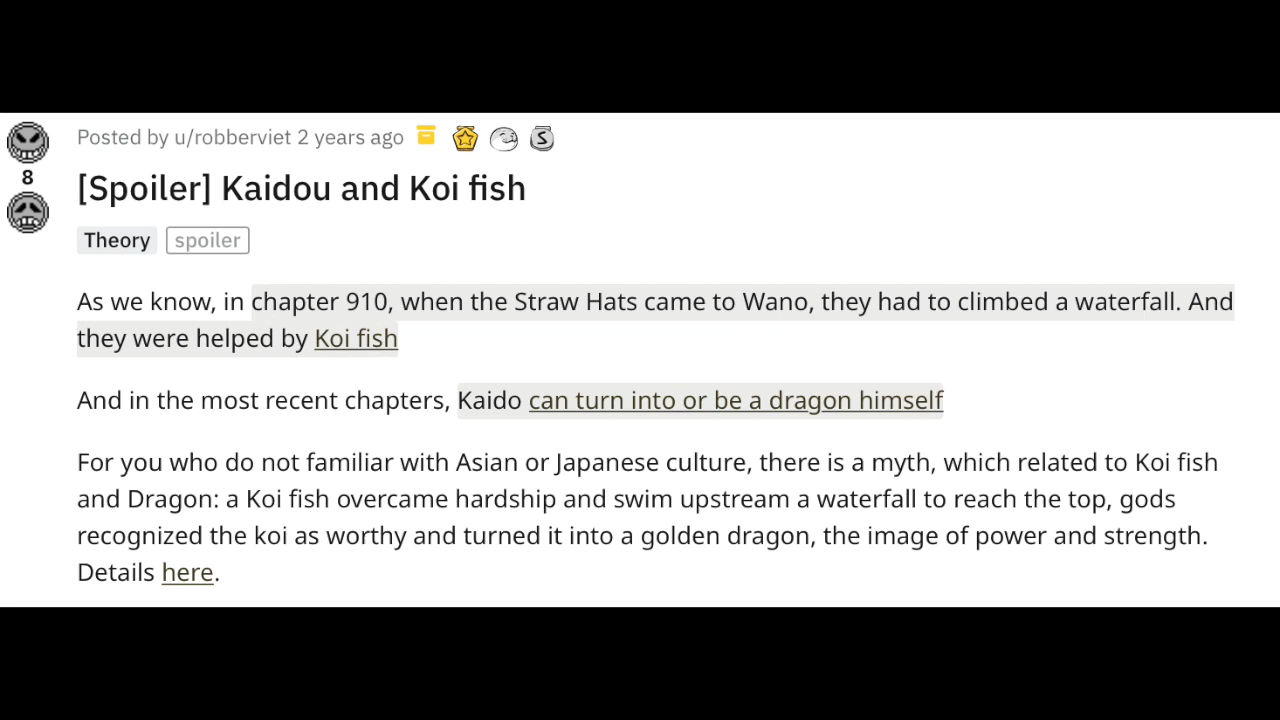 Posted by u/robberviet 2 years ago
8
[Spoiler] Kaidou and Koi fish
Theory spoiler
As we know, in chapter 910, when the Straw Hats came to Wano, they had to climbed a waterfall. And
they were helped by Koi fish
And in the most recent chapters, Kaido can turn into or be a dragon himself
For you who do not familiar with Asian or Japanese culture, there is a myth, which related to Koi fish
and Dragon: a Koi fish overcame hardship and swim upstream a waterfall to reach the top, gods
recognized the koi as worthy and turned it into a golden dragon, the image of power and strength.
Details here.